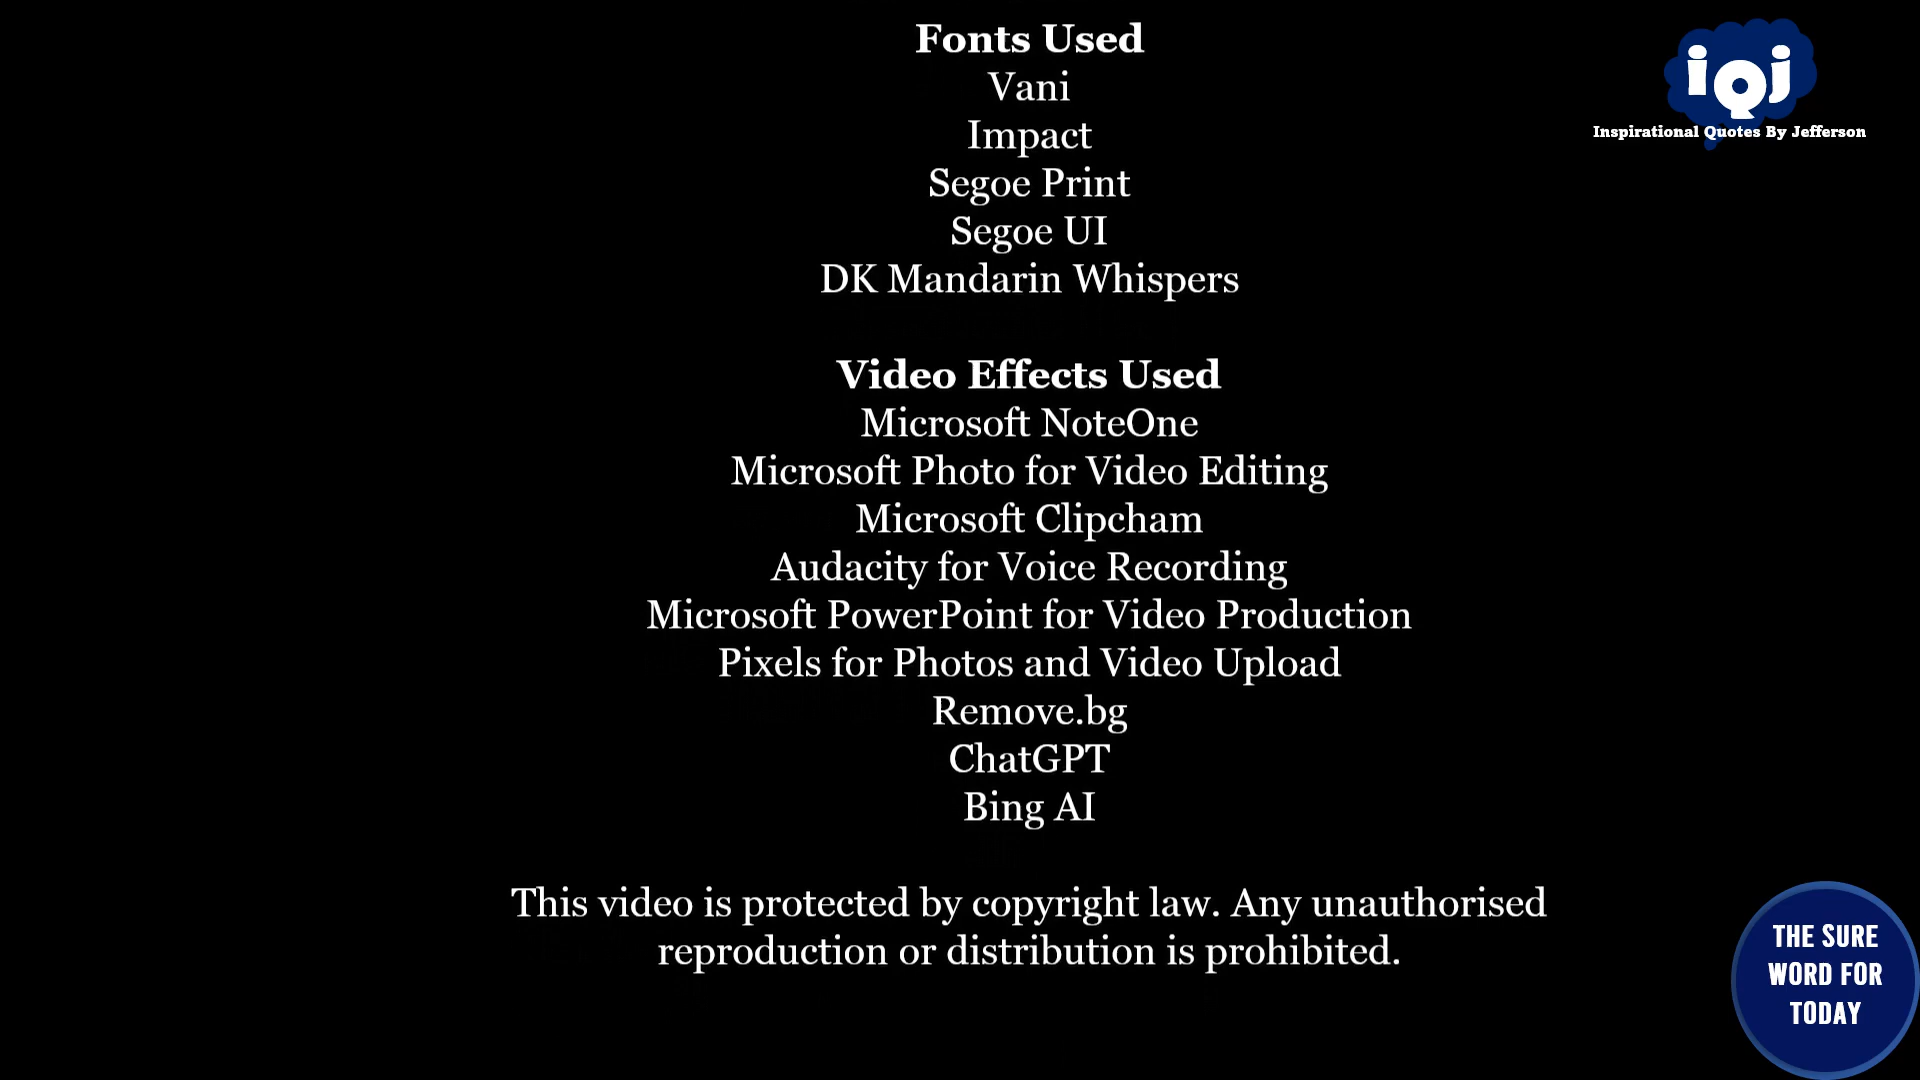 Fonts Used
Vani
Impact
Segoe Print
Segoe UI
DK Mandarin Whispers
Video Effects Used
Microsoft NoteOne
Microsoft Photo for Video Editing
Microsoft Clipcham
Audacity for Voice Recording
Microsoft PowerPoint for Video Production
Pixels for Photos and Video Upload
Remove.bg
ChatGPT
Bing AI
This video is protected by copyright law. Any unauthorised
reproduction or distribution is prohibited.
iQj
Inspirational Quotes By Jefferson
THE SURE
WORD FOR
TODAY